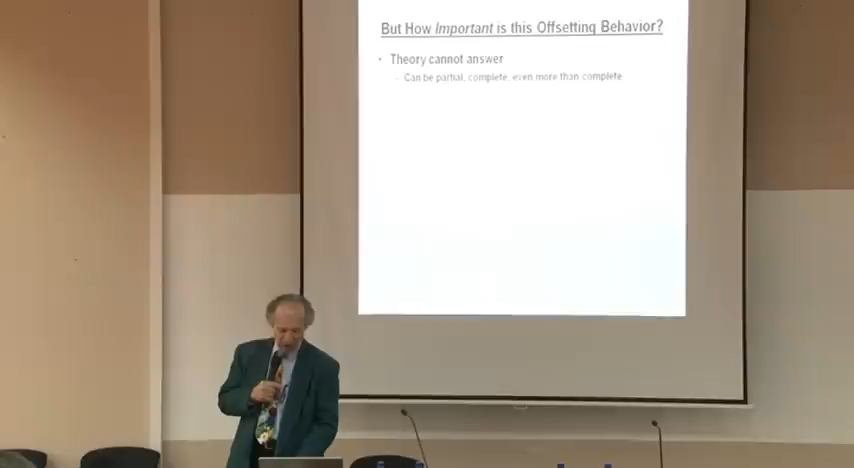 But How Important is this Offsetting Behavior?
• Theory cannot answer
– Can be partial, complete, even more than complete